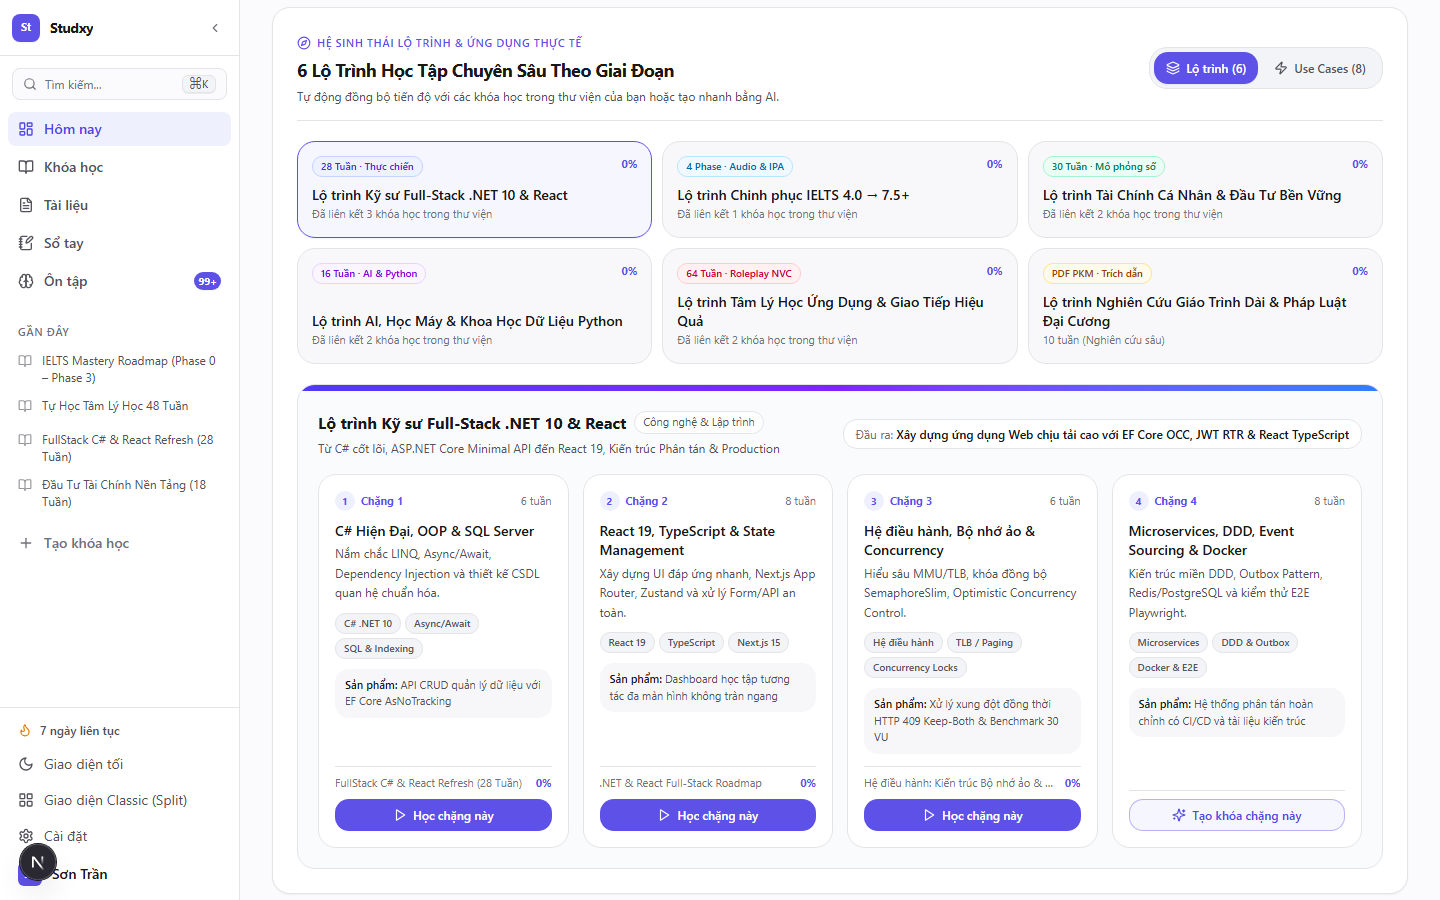 St Studxy
Tìm kiếm... ⌘K
Hôm nay
Khóa học
Tài liệu
Sổ tay
Ôn tập 99+
GẦN ĐÂY
IELTS Mastery Roadmap (Phase 0
– Phase 3)
Tự Học Tâm Lý Học 48 Tuần
FullStack C# & React Refresh (28
Tuần)
Đầu Tư Tài Chính Nền Tảng (18
Tuần)
Tạo khóa học
7 ngày liên tục
Giao diện tối
Giao diện Classic (Split)
Cài đặt
N
Sơn Trần
HỆ SINH THÁI LỘ TRÌNH & ỨNG DỤNG THỰC TẾ
6 Lộ Trình Học Tập Chuyên Sâu Theo Giai Đoạn
Tự động đồng bộ tiến độ với các khóa học trong thư viện của bạn hoặc tạo nhanh bằng AI.
Lộ trình (6) Use Cases (8)
28 Tuần · Thực chiến 0%
Lộ trình Kỹ sư Full-Stack .NET 10 & React
Đã liên kết 3 khóa học trong thư viện
4 Phase · Audio & IPA 0%
Lộ trình Chinh phục IELTS 4.0 → 7.5+
Đã liên kết 1 khóa học trong thư viện
30 Tuần · Mô phỏng số 0%
Lộ trình Tài Chính Cá Nhân & Đầu Tư Bền Vững
Đã liên kết 2 khóa học trong thư viện
16 Tuần · AI & Python 0%
Lộ trình AI, Học Máy & Khoa Học Dữ Liệu Python
Đã liên kết 2 khóa học trong thư viện
64 Tuần · Roleplay NVC 0%
Lộ trình Tâm Lý Học Ứng Dụng & Giao Tiếp Hiệu
Quả
Đã liên kết 2 khóa học trong thư viện
PDF PKM · Trích dẫn 0%
Lộ trình Nghiên Cứu Giáo Trình Dài & Pháp Luật
Đại Cương
10 tuần (Nghiên cứu sâu)
Lộ trình Kỹ sư Full-Stack .NET 10 & React Công nghệ & Lập trình
Từ C# cốt lõi, ASP.NET Core Minimal API đến React 19, Kiến trúc Phân tán & Production
Đầu ra: Xây dựng ứng dụng Web chịu tải cao với EF Core OCC, JWT RTR & React TypeScript
1 Chặng 1 6 tuần
C# Hiện Đại, OOP & SQL Server
Nắm chắc LINQ, Async/Await,
Dependency Injection và thiết kế CSDL
quan hệ chuẩn hóa.
C# .NET 10 Async/Await
SQL & Indexing
Sản phẩm: API CRUD quản lý dữ liệu với
EF Core AsNoTracking
FullStack C# & React Refresh (28 Tuần) 0%
Học chặng này
2 Chặng 2 8 tuần
React 19, TypeScript & State
Management
Xây dựng UI đáp ứng nhanh, Next.js App
Router, Zustand và xử lý Form/API an
toàn.
React 19 TypeScript Next.js 15
Sản phẩm: Dashboard học tập tương
tác đa màn hình không tràn ngang
.NET & React Full-Stack Roadmap 0%
Học chặng này
3 Chặng 3 6 tuần
Hệ điều hành, Bộ nhớ ảo &
Concurrency
Hiểu sâu MMU/TLB, khóa đồng bộ
SemaphoreSlim, Optimistic Concurrency
Control.
Hệ điều hành TLB / Paging
Concurrency Locks
Sản phẩm: Xử lý xung đột đồng thời
HTTP 409 Keep-Both & Benchmark 30
VU
Hệ điều hành: Kiến trúc Bộ nhớ ảo & ... 0%
Học chặng này
4 Chặng 4 8 tuần
Microservices, DDD, Event
Sourcing & Docker
Kiến trúc miền DDD, Outbox Pattern,
Redis/PostgreSQL và kiểm thử E2E
Playwright.
Microservices DDD & Outbox
Docker & E2E
Sản phẩm: Hệ thống phân tán hoàn
chỉnh có CI/CD và tài liệu kiến trúc
Tạo khóa chặng này